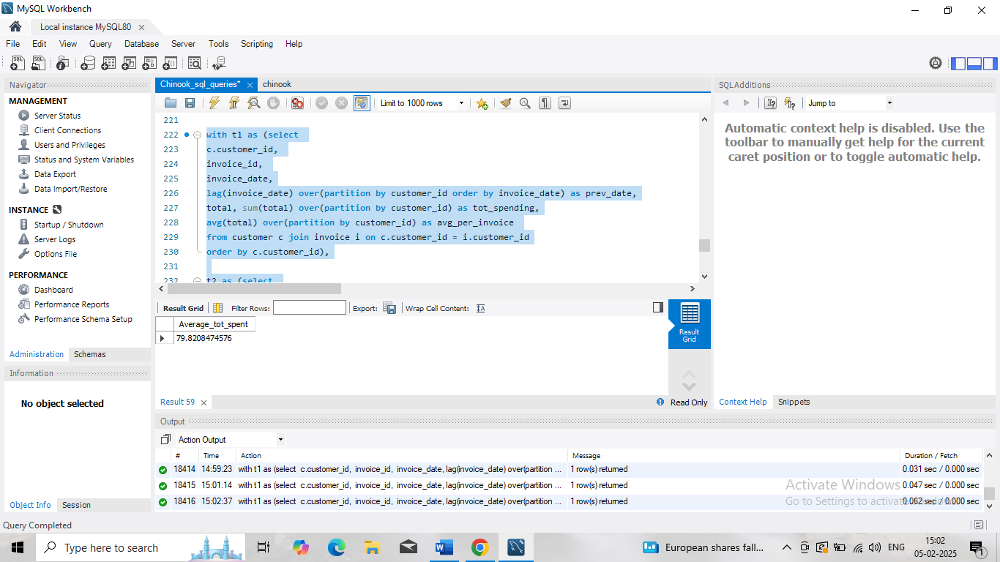 MySQL Workbench
Local instance MySQL80
File Edit View Query Database Server Tools Scripting Help
Navigator
MANAGEMENT
Server Status
Client Connections
Users and Privileges
Status and System Variables
Data Export
Data Import/Restore
INSTANCE
Startup / Shutdown
Server Logs
Options File
PERFORMANCE
Dashboard
Performance Reports
Performance Schema Setup
Administration Schemas
Information
No object selected
Object Info Session
Chinook_sql_queries* chinook
Limit to 1000 rows
221
222 with t1 as (select
223 c.customer_id,
224 invoice_id,
225 invoice_date,
226 lag(invoice_date) over(partition by customer_id order by invoice_date) as prev_date,
227 total, sum(total) over(partition by customer_id) as tot_spending,
228 avg(total) over(partition by customer_id) as avg_per_invoice
229 from customer c join invoice i on c.customer_id = i.customer_id
230 order by c.customer_id),
231
232 t2 as (select
Result Grid Filter Rows: Export: Wrap Cell Content:
Average_tot_spent
79.8208474576
Result
Grid
Result 59 Read Only
SQLAdditions
Jump to
Automatic context help is disabled. Use the
toolbar to manually get help for the current
caret position or to toggle automatic help.
Context Help Snippets
Output
Action Output
# Time Action Message Duration / Fetch
18414 14:59:23 with t1 as (select c.customer_id, invoice_id, invoice_date, lag(invoice_date) over(partition ... 1 row(s) returned 0.031 sec / 0.000 sec
18415 15:01:14 with t1 as (select c.customer_id, invoice_id, invoice_date, lag(invoice_date) over(partition ... 1 row(s) returned 0.047 sec / 0.000 sec
18416 15:02:37 with t1 as (select c.customer_id, invoice_id, invoice_date, lag(invoice_date) over(partition ... 1 row(s) returned 0.062 sec / 0.000 sec
Activate Windows
Go to Settings to activate Windows.
Query Completed
Type here to search
European shares fall...
ENG
15:02
05-02-2025
1